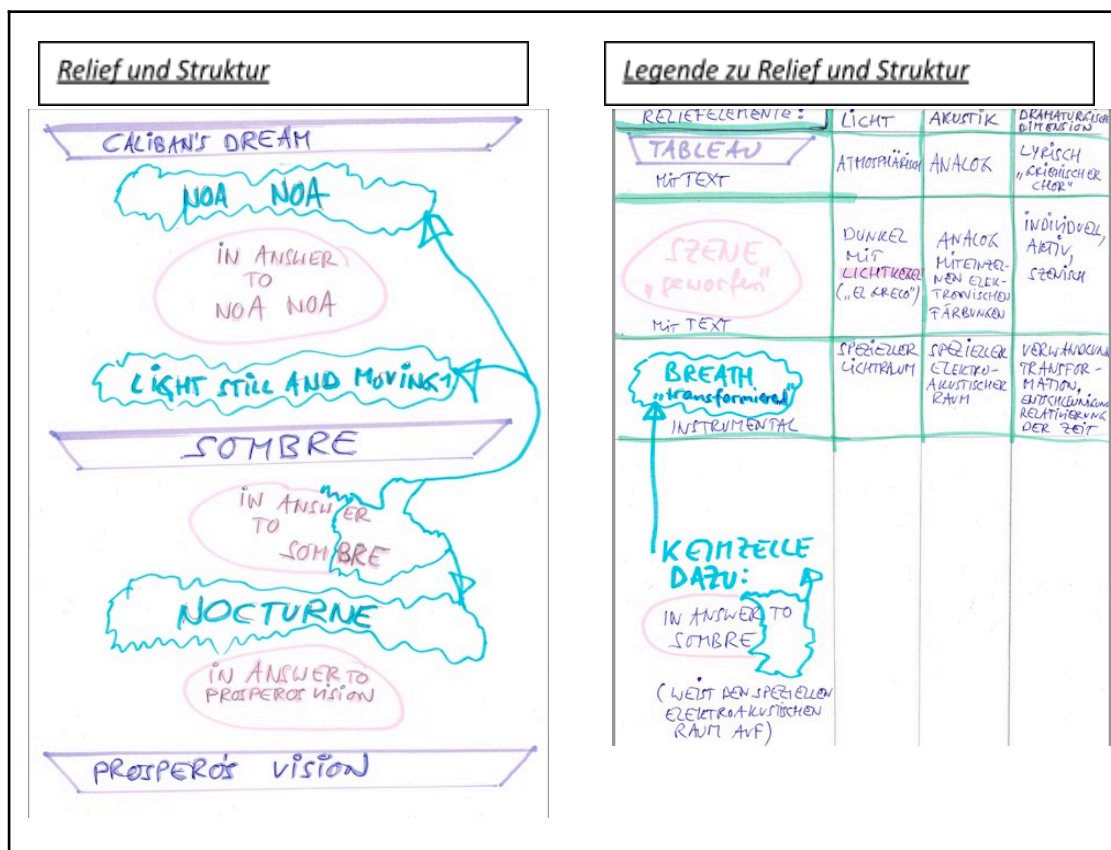 Relief und Struktur
CALIBAN'S DREAM
NOA NOA
IN ANSWER
TO
NOA NOA
LIGHT STILL AND MOVING 1
SOMBRE
IN ANSWER
TO
SOMBRE
NOCTURNE
IN ANSWER TO
PROSPERO'S VISION
PROSPERO'S VISION
Legende zu Relief und Struktur
RELIEFELEMENTE:
LICHT
AKUSTIK
DRAMATURGISCHE
DIMENSION
TABLEAU
MIT TEXT
ATMOSPHÄRISCH
ANALOG
LYRISCH
„GRIECHISCHER
CHOR"
SZENE
„geworfen"
MIT TEXT
DUNKEL
MIT
LICHTKEGEL
(„EL GRECO")
ANALOG
MIT EINZEL-
NEN ELEK-
TRONISCHEN
FÄRBUNGEN
INDIVIDUELL,
AKTIV,
SZENISCH
BREATH
„transformierend"
INSTRUMENTAL
SPEZIELLER
LICHTRAUM
SPEZIELLER
ELEKTRO-
AKUSTISCHER
RAUM
VERWANDLUNG
TRANSFOR-
MATION,
ENTSCHLEUNIGUNG
RELATIVIERUNG
DER ZEIT
KEIMZELLE
DAZU:
IN ANSWER TO
SOMBRE
(WEIST DEN SPEZIELLEN
ELEKTROAKUSTISCHEN
RAUM AUF)